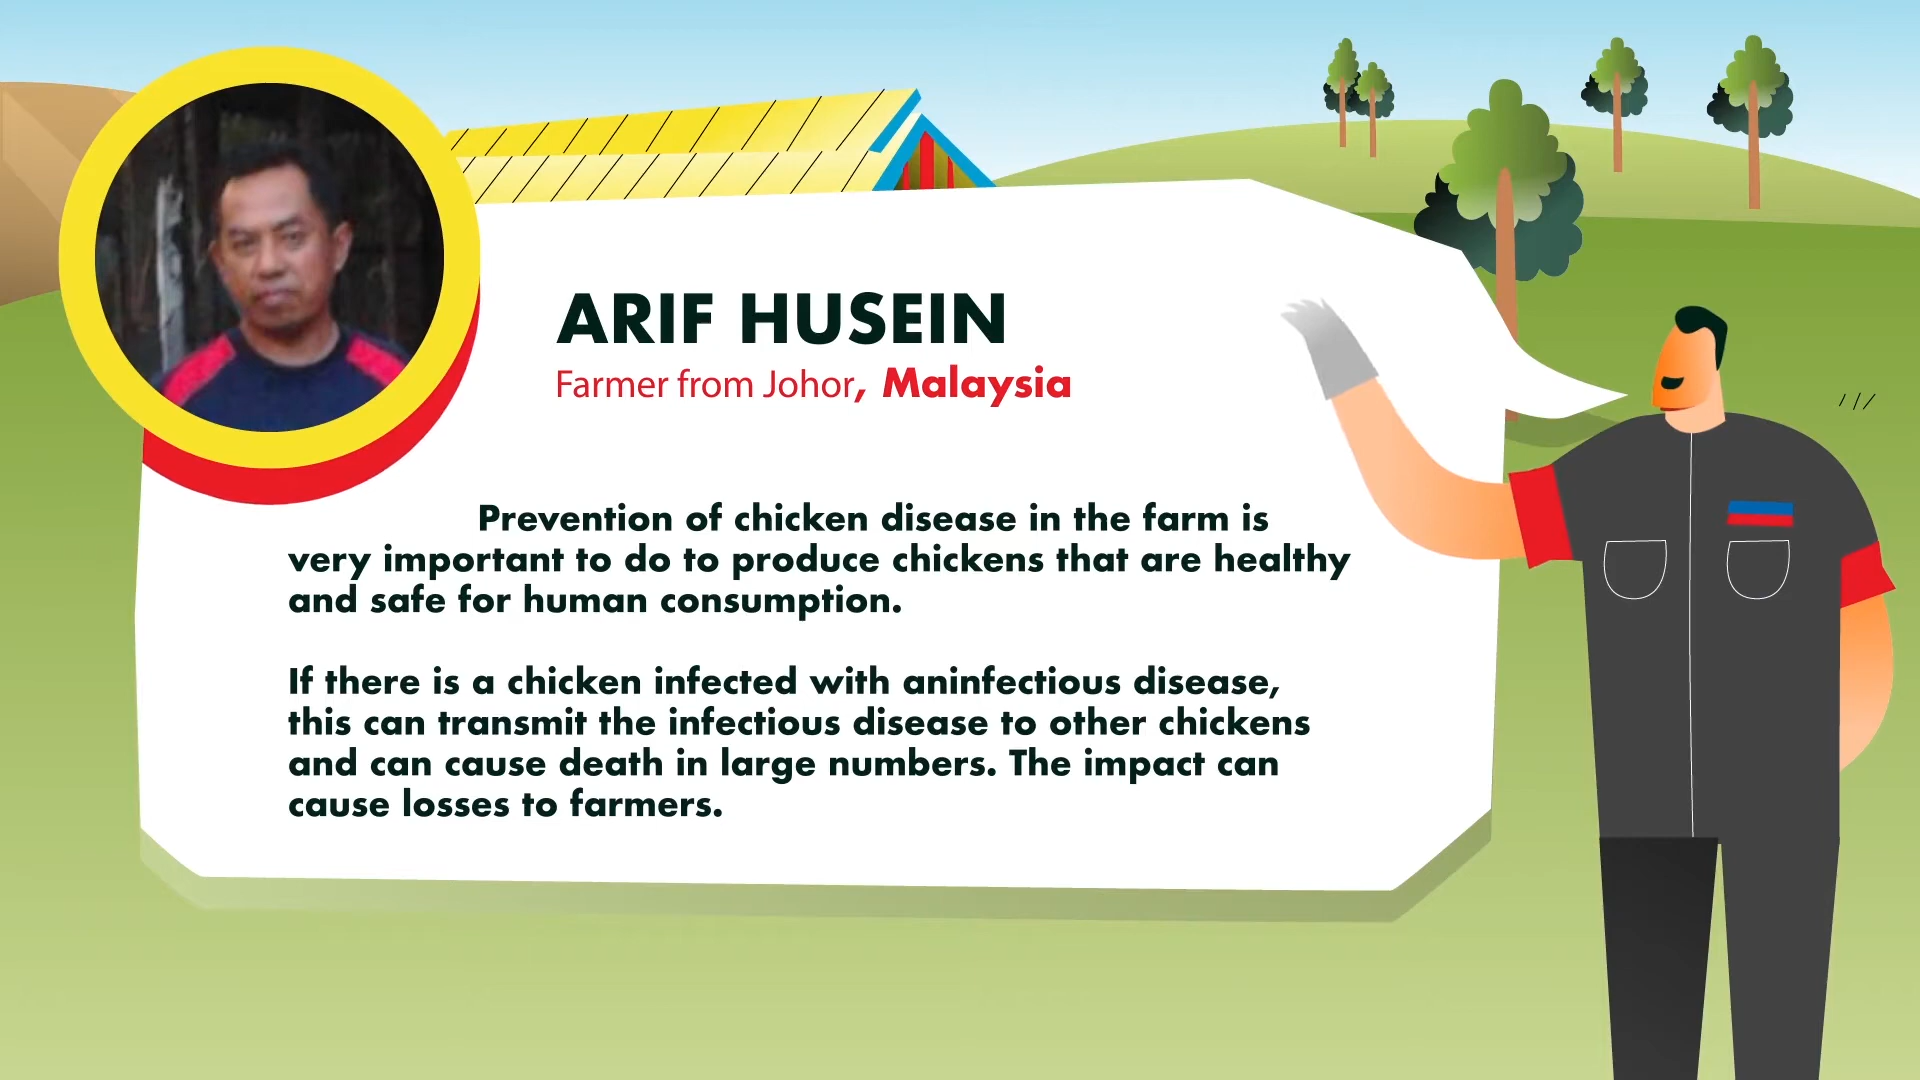 ARIF HUSEIN
Farmer from Johor, Malaysia
Prevention of chicken disease in the farm is
very important to do to produce chickens that are healthy
and safe for human consumption.
If there is a chicken infected with aninfectious disease,
this can transmit the infectious disease to other chickens
and can cause death in large numbers. The impact can
cause losses to farmers.